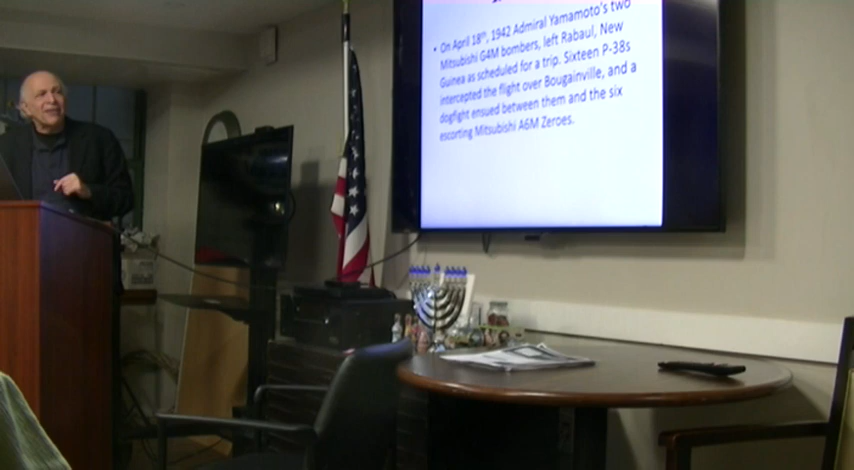 • On April 18th, 1942 Admiral Yamamoto's two
Mitsubishi G4M bombers, left Rabaul, New
Guinea as scheduled for a trip. Sixteen P-38s
intercepted the flight over Bougainville, and a
dogfight ensued between them and the six
escorting Mitsubishi A6M Zeroes.